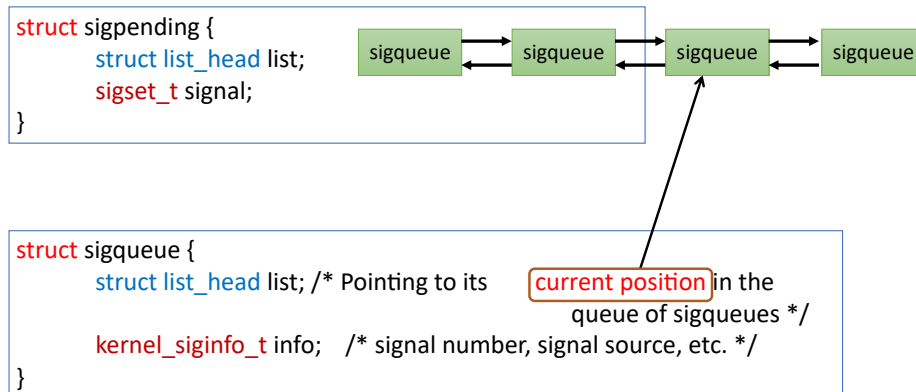 struct sigpending {
struct list_head list;
sigset_t signal;
}
sigqueue sigqueue sigqueue sigqueue
struct sigqueue {
struct list_head list; /* Pointing to its current position in the
queue of sigqueues */
kernel_siginfo_t info; /* signal number, signal source, etc. */
}